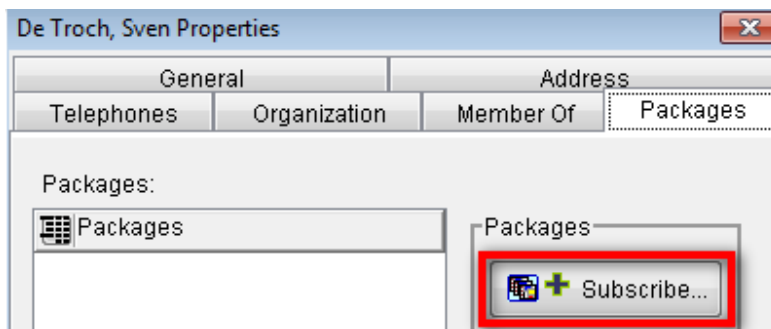 De Troch, Sven Properties
General Address
Telephones Organization Member Of Packages
Packages:
Packages
Packages
Subscribe...